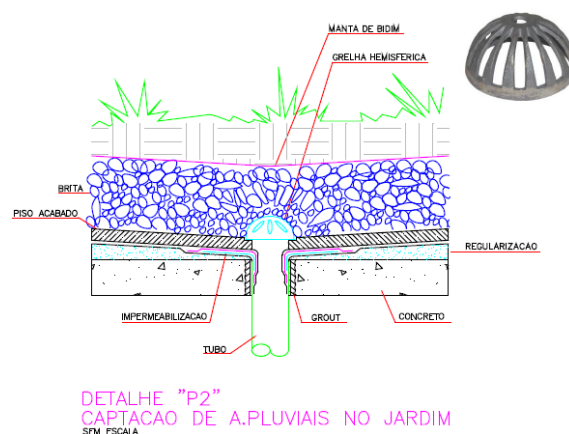 MANTA DE BIDIM
GRELHA HEMISFERICA
BRITA
PISO ACABADO
REGULARIZACAO
IMPERMEABILIZACAO
GROUT
CONCRETO
TUBO
DETALHE "P2"
CAPTACAO DE A.PLUVIAIS NO JARDIM
SEM ESCALA